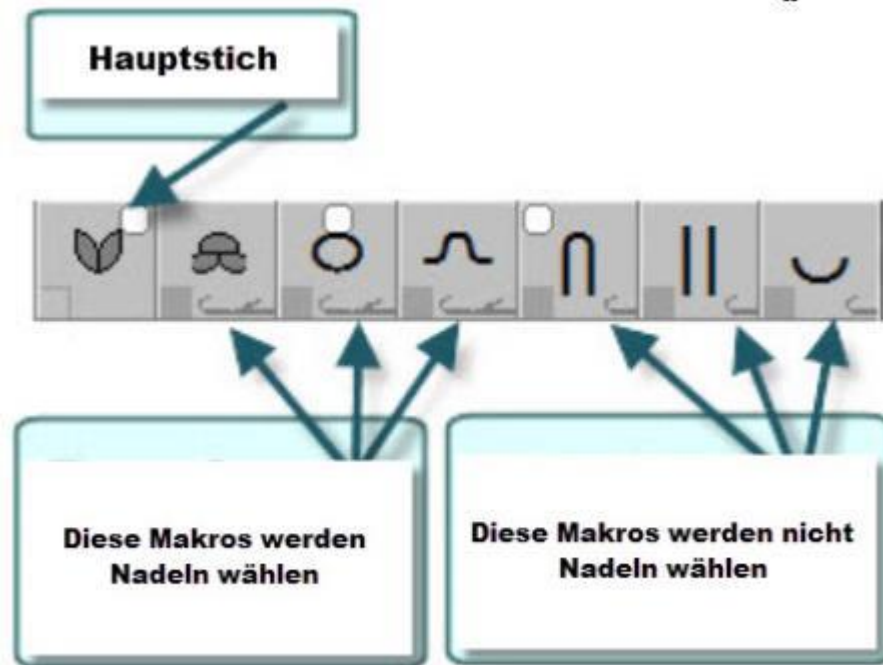 Hauptstich
Diese Makros werden
Nadeln wählen
Diese Makros werden nicht
Nadeln wählen